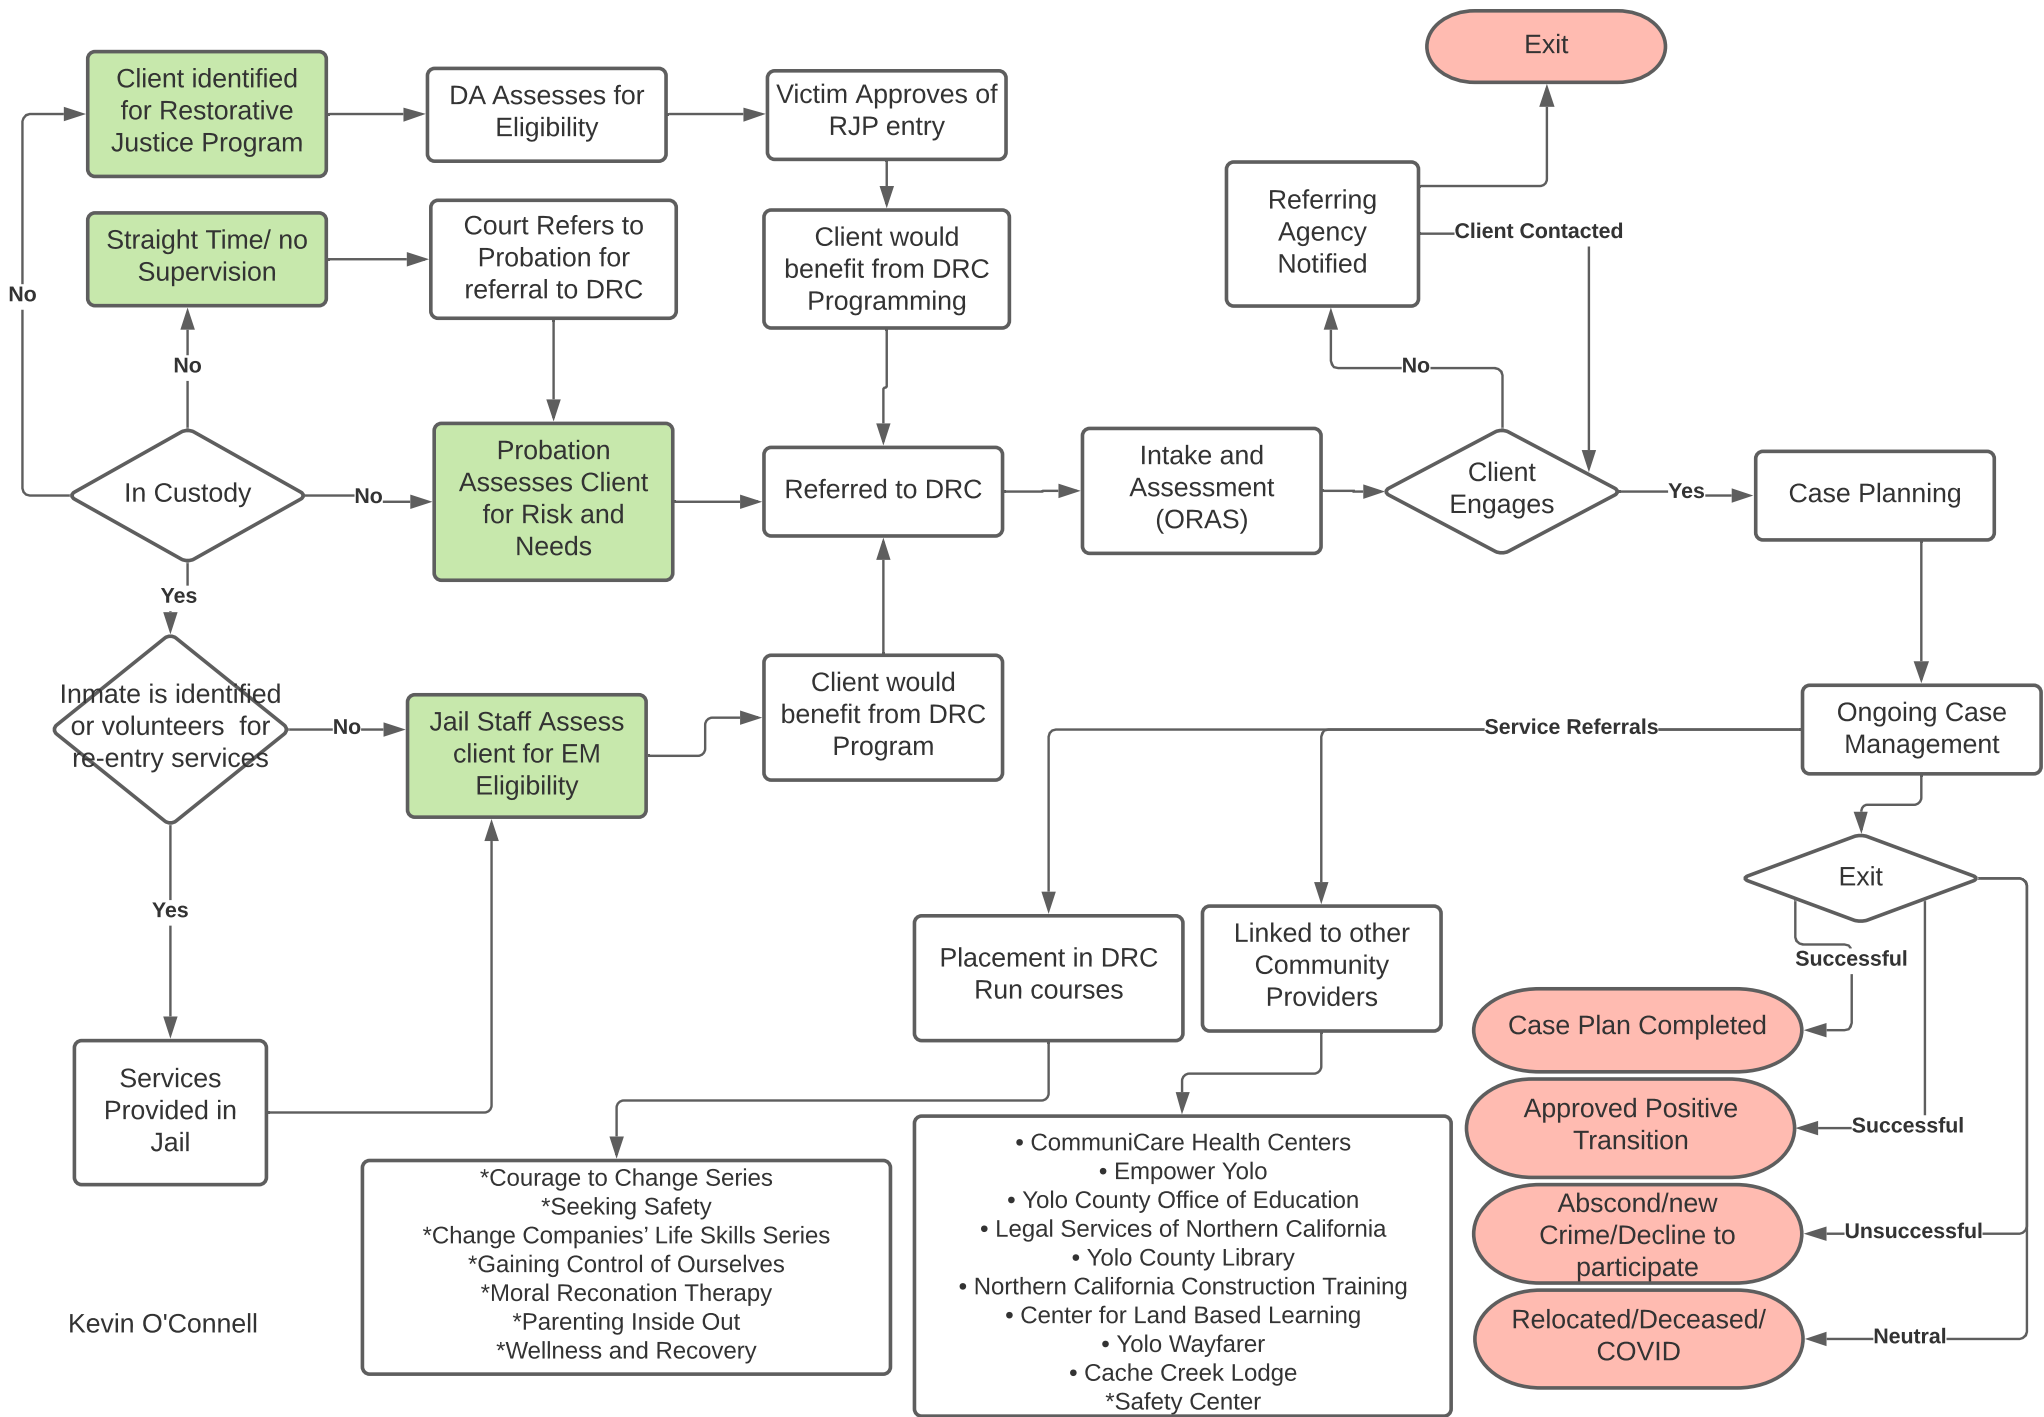 Exit
Client identified
for Restorative
Justice Program
DA Assesses for
Eligibility
Victim Approves of
RJP entry
Referring
Agency
Notified
Client Contacted
Straight Time/ no
Supervision
Court Refers to
Probation for
referral to DRC
Client would
benefit from DRC
Programming
No
No
No
In Custody
No
Probation
Assesses Client
for Risk and
Needs
Referred to DRC
Intake and
Assessment
(ORAS)
Client
Engages
Yes
Case Planning
Yes
Inmate is identified
or volunteers  for
re-entry services
No
Jail Staff Assess
client for EM
Eligibility
Client would
benefit from DRC
Program
Service Referrals
Ongoing Case
Management
Exit
Yes
Placement in DRC
Run courses
Linked to other
Community
Providers
Successful
Case Plan Completed
Services
Provided in
Jail
Approved Positive
Transition
Successful
*Courage to Change Series
*Seeking Safety
*Change Companies’ Life Skills Series
*Gaining Control of Ourselves
*Moral Reconation Therapy
*Parenting Inside Out
*Wellness and Recovery
• CommuniCare Health Centers
• Empower Yolo
• Yolo County Office of Education
• Legal Services of Northern California
• Yolo County Library
• Northern California Construction Training
• Center for Land Based Learning
• Yolo Wayfarer
• Cache Creek Lodge
*Safety Center
Abscond/new
Crime/Decline to
participate
Unsuccessful
Relocated/Deceased/
COVID
Neutral
Kevin O'Connell